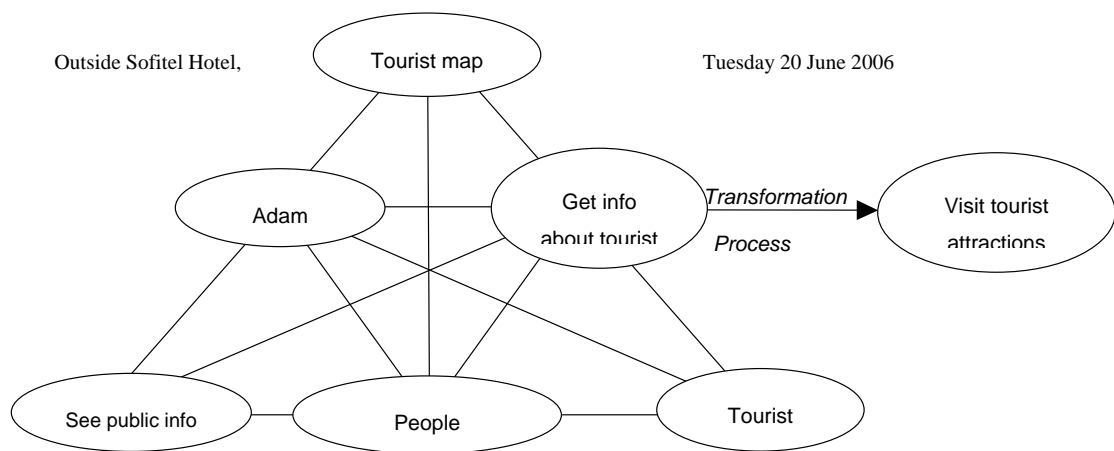 Outside Sofitel Hotel,
Tuesday 20 June 2006
Tourist map
Adam
Get info
about tourist
Transformation
Process
Visit tourist
attractions
See public info
People
Tourist